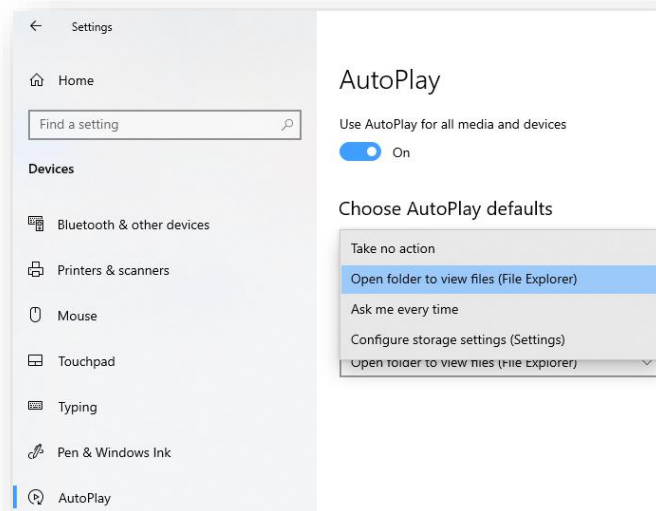 Settings
Home
Find a setting
Devices
Bluetooth & other devices
Printers & scanners
Mouse
Touchpad
Typing
Pen & Windows Ink
AutoPlay
AutoPlay
Use AutoPlay for all media and devices
On
Choose AutoPlay defaults
Take no action
Open folder to view files (File Explorer)
Ask me every time
Configure storage settings (Settings)
Open folder to view files (File Explorer)